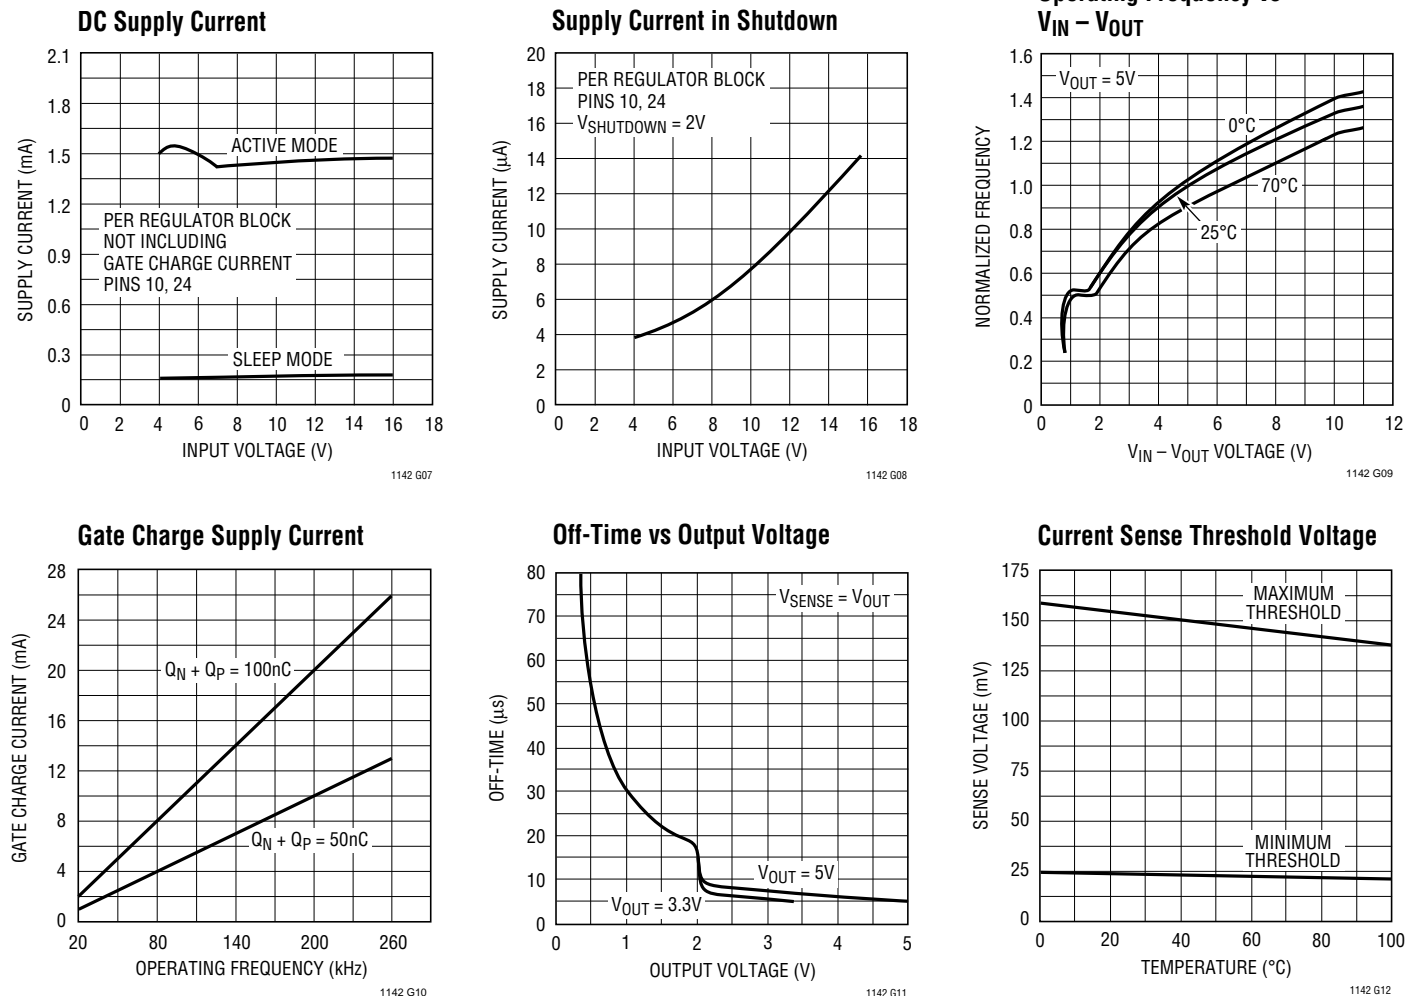 DC Supply Current
2.1
1.8
1.5
1.2
0.9
0.6
0.3
0
SUPPLY CURRENT (mA)
ACTIVE MODE
PER REGULATOR BLOCK
NOT INCLUDING
GATE CHARGE CURRENT
PINS 10, 24
SLEEP MODE
0 2 4 6 8 10 12 14 16 18
INPUT VOLTAGE (V)
1142 G07
Supply Current in Shutdown
20
18
16
14
12
10
8
6
4
2
0
SUPPLY CURRENT (µA)
PER REGULATOR BLOCK
PINS 10, 24
VSHUTDOWN = 2V
0 2 4 6 8 10 12 14 16 18
INPUT VOLTAGE (V)
1142 G08
VIN – VOUT
1.6
1.4
1.2
1.0
0.8
0.6
0.4
0.2
0
NORMALIZED FREQUENCY
VOUT = 5V
0°C
70°C
25°C
0 2 4 6 8 10 12
VIN – VOUT VOLTAGE (V)
1142 G09
Gate Charge Supply Current
28
24
20
16
12
8
4
0
GATE CHARGE CURRENT (mA)
QN + QP = 100nC
QN + QP = 50nC
20 80 140 200 260
OPERATING FREQUENCY (kHz)
1142 G10
Off-Time vs Output Voltage
80
70
60
50
40
30
20
10
0
OFF-TIME (µs)
VSENSE = VOUT
VOUT = 5V
VOUT = 3.3V
0 1 2 3 4 5
OUTPUT VOLTAGE (V)
1142 G11
Current Sense Threshold Voltage
175
150
125
100
75
50
25
0
SENSE VOLTAGE (mV)
MAXIMUM
THRESHOLD
MINIMUM
THRESHOLD
0 20 40 60 80 100
TEMPERATURE (°C)
1142 G12